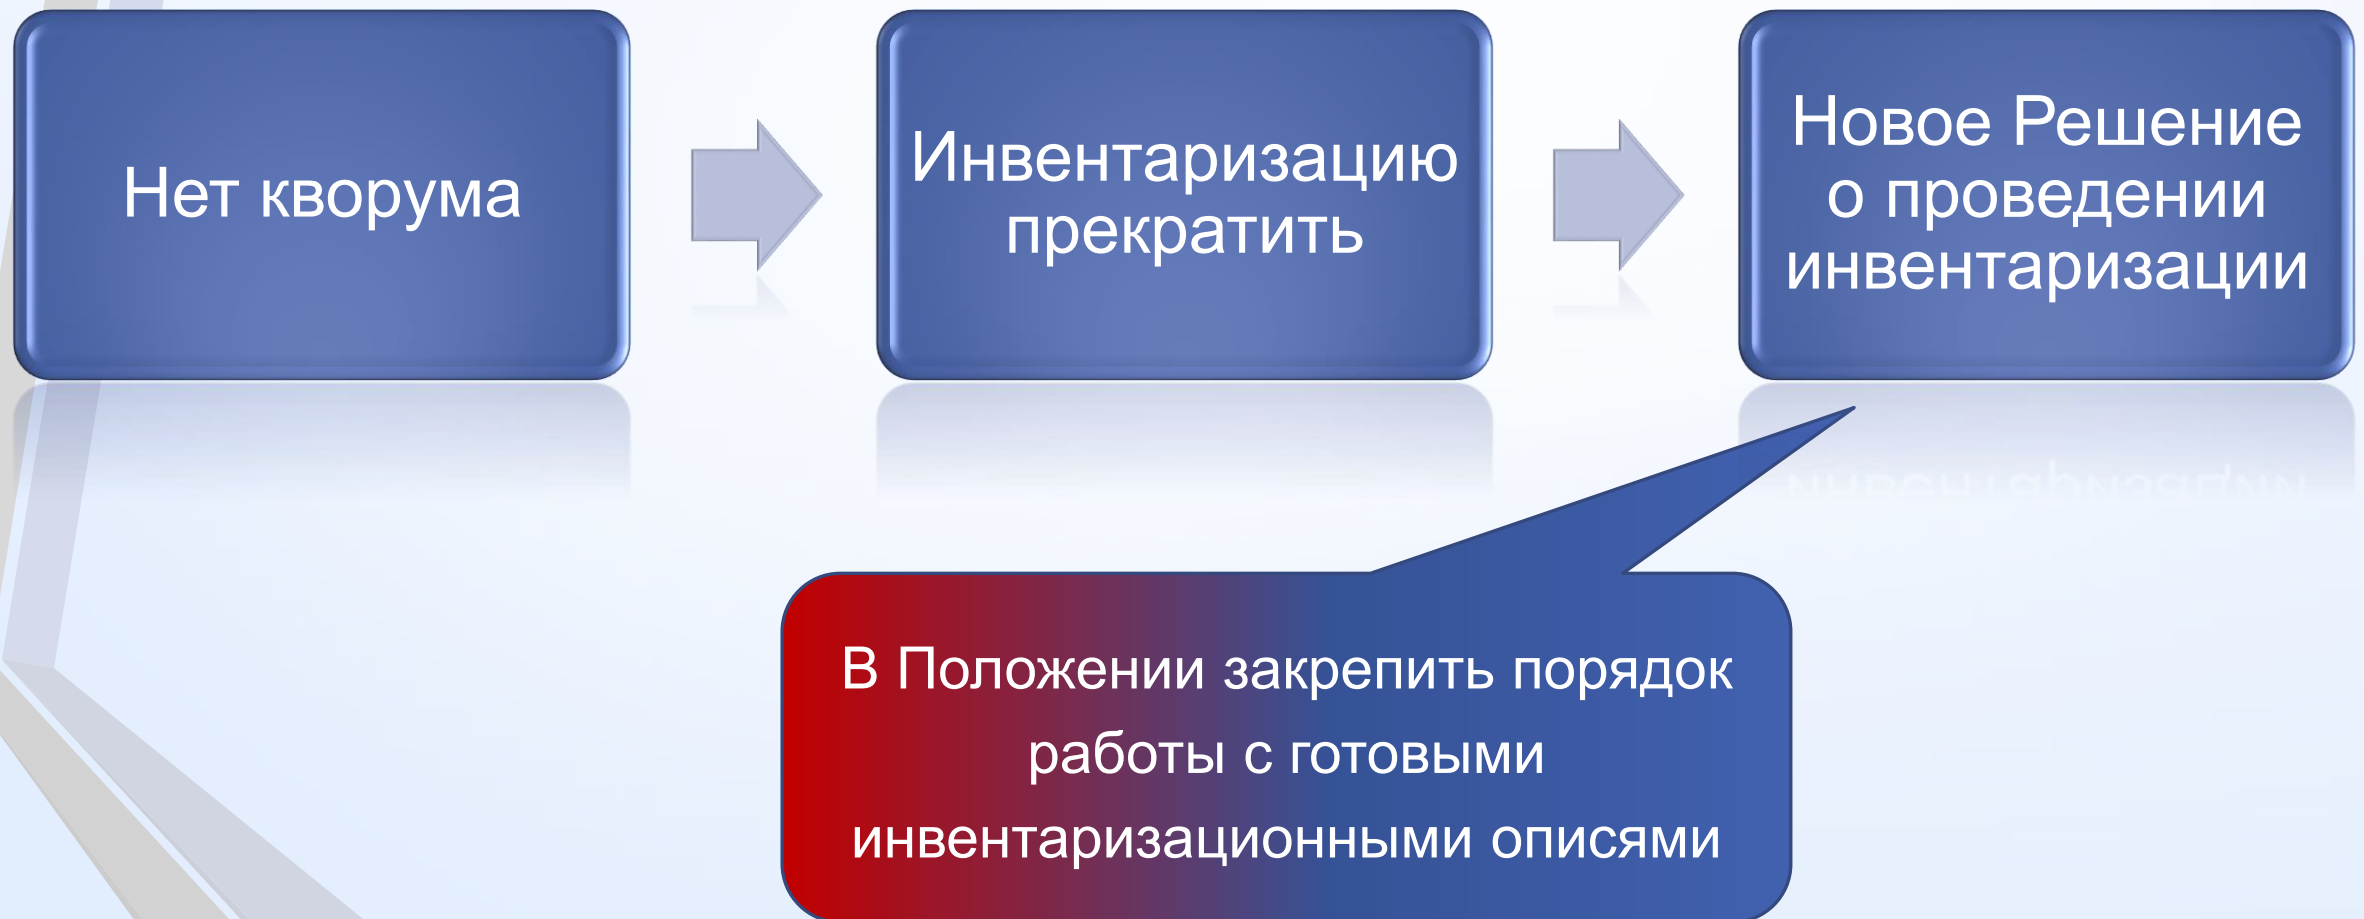 Нет кворума
Инвентаризацию
прекратить
Новое Решение
о проведении
инвентаризации
В Положении закрепить порядок
работы с готовыми
инвентаризационными описями